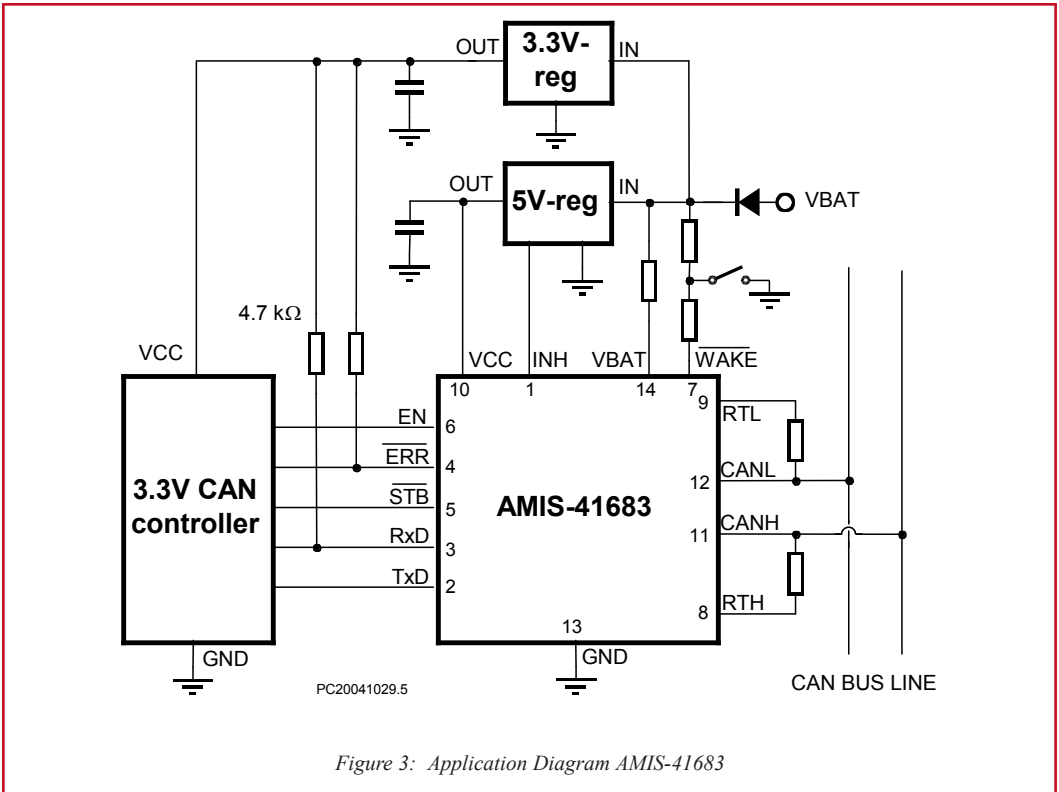 OUT
3.3V-
reg
IN
OUT
5V-reg
IN
VBAT
4.7 kΩ
VCC
VCC
INH
VBAT
W̅A̅K̅E̅
10
1
14
7
3.3V CAN
controller
EN
6
E̅R̅R̅
4
S̅T̅B̅
5
RxD
3
TxD
2
AMIS-41683
9
RTL
12
CANL
11
CANH
8
RTH
13
GND
GND
PC20041029.5
CAN BUS LINE
Figure 3: Application Diagram AMIS-41683